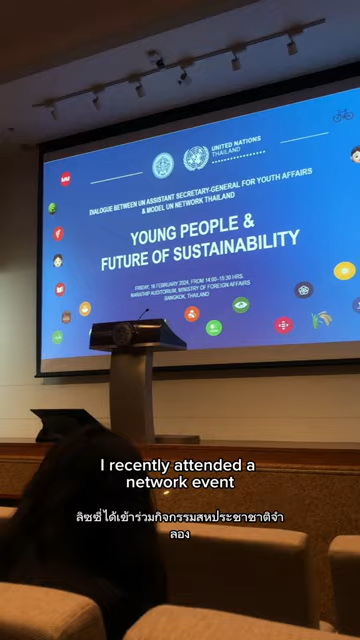 UNITED NATIONS
THAILAND
DIALOGUE BETWEEN UN ASSISTANT SECRETARY-GENERAL FOR YOUTH AFFAIRS
& MODEL UN NETWORK THAILAND
YOUNG PEOPLE &
FUTURE OF SUSTAINABILITY
FRIDAY, 16 FEBRUARY 2024, FROM 14:00-15:30 HRS.
AUDITORIUM, MINISTRY OF FOREIGN AFFAIRS
BANGKOK, THAILAND
I recently attended a
network event
ลิซซี่ได้เข้าร่วมกิจกรรมสหประชาชาติจำ
ลอง